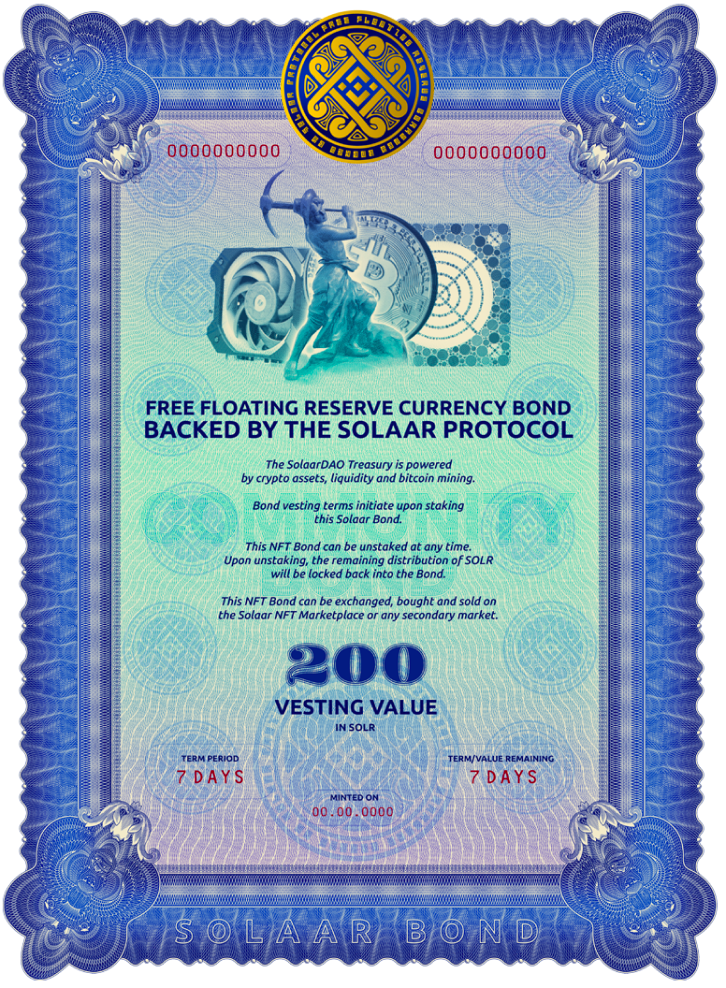 0000000000
0000000000
FREE FLOATING RESERVE CURRENCY BOND
BACKED BY THE SOLAAR PROTOCOL
The SolaarDAO Treasury is powered
by crypto assets, liquidity and bitcoin mining.
Bond vesting terms initiate upon staking
this Solaar Bond.
This NFT Bond can be unstaked at any time.
Upon unstaking, the remaining distribution of SOLR
will be locked back into the Bond.
This NFT Bond can be exchanged, bought and sold on
the Solaar NFT Marketplace or any secondary market.
COMMUNITY
BOND
200
VESTING VALUE
IN SOLR
TERM PERIOD
7 DAYS
TERM/VALUE REMAINING
7 DAYS
MINTED ON
00.00.0000
SOLAAR BOND